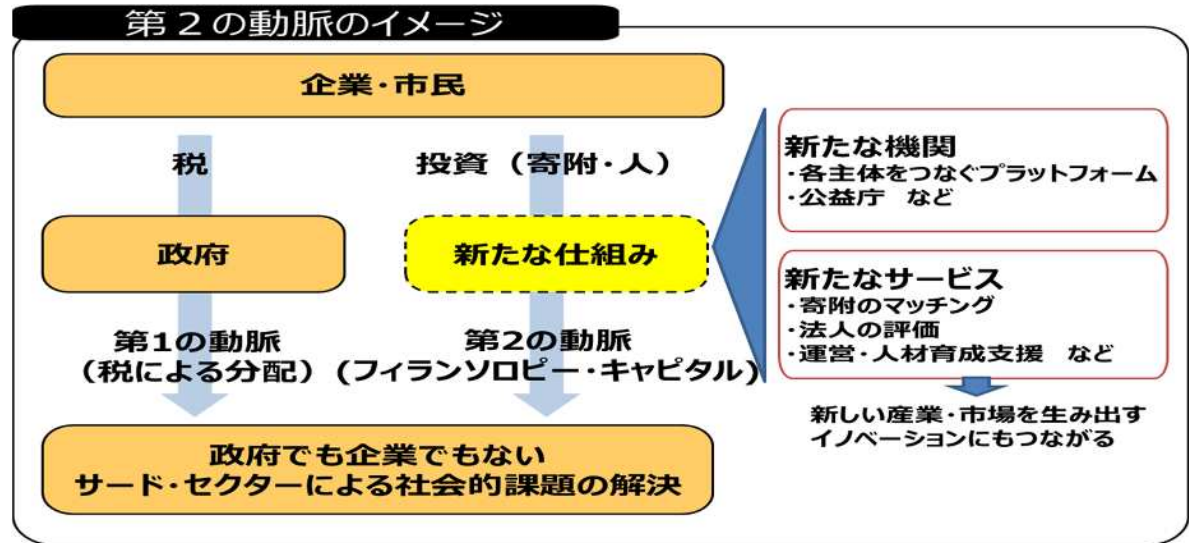 第２の動脈のイメージ
企業・市民
税
投資（寄附・人）
政府
新たな仕組み
第1の動脈
（税による分配）
第2の動脈
（フィランソロピー・キャピタル）
政府でも企業でもない
サード・セクターによる社会的課題の解決
新たな機関
・各主体をつなぐプラットフォーム
・公益庁　など
新たなサービス
・寄附のマッチング
・法人の評価
・運営・人材育成支援　など
新しい産業・市場を生み出す
イノベーションにもつながる